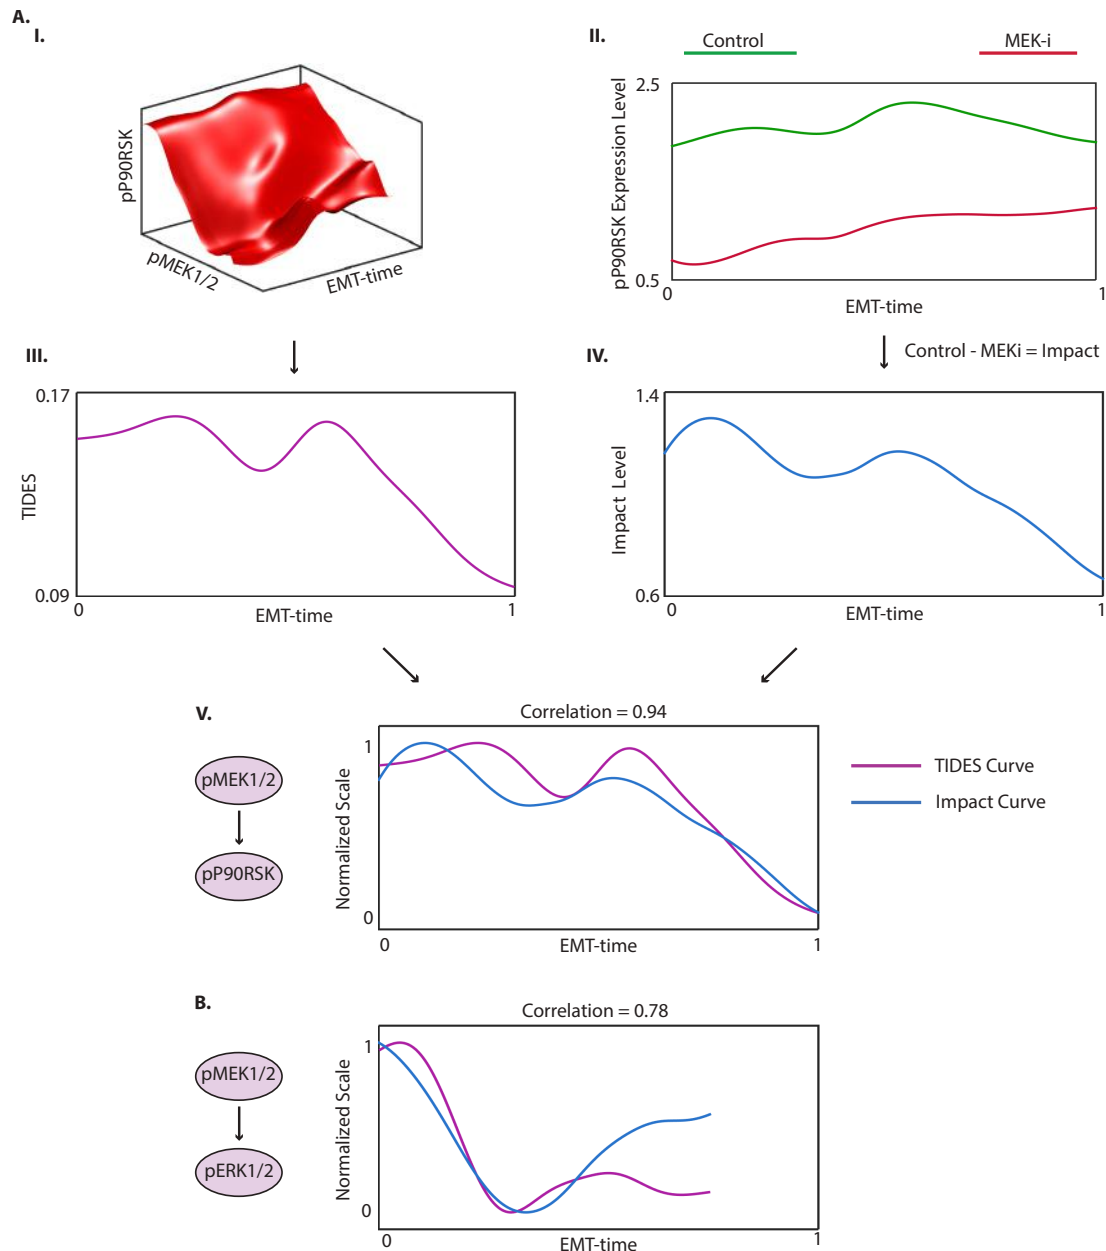 A.
I.
pP90RSK
pMEK1/2
EMT-time
II.
Control
MEK-i
2.5
pP90RSK Expression Level
0.5
0
1
EMT-time
III.
0.17
TIDES
0.09
0
1
EMT-time
IV.
Control - MEKi = Impact
1.4
Impact Level
0.6
0
1
EMT-time
V.
Correlation = 0.94
pMEK1/2
pP90RSK
1
Normalized Scale
0
0
1
EMT-time
TIDES Curve
Impact Curve
B.
Correlation = 0.78
pMEK1/2
pERK1/2
1
Normalized Scale
0
0
1
EMT-time